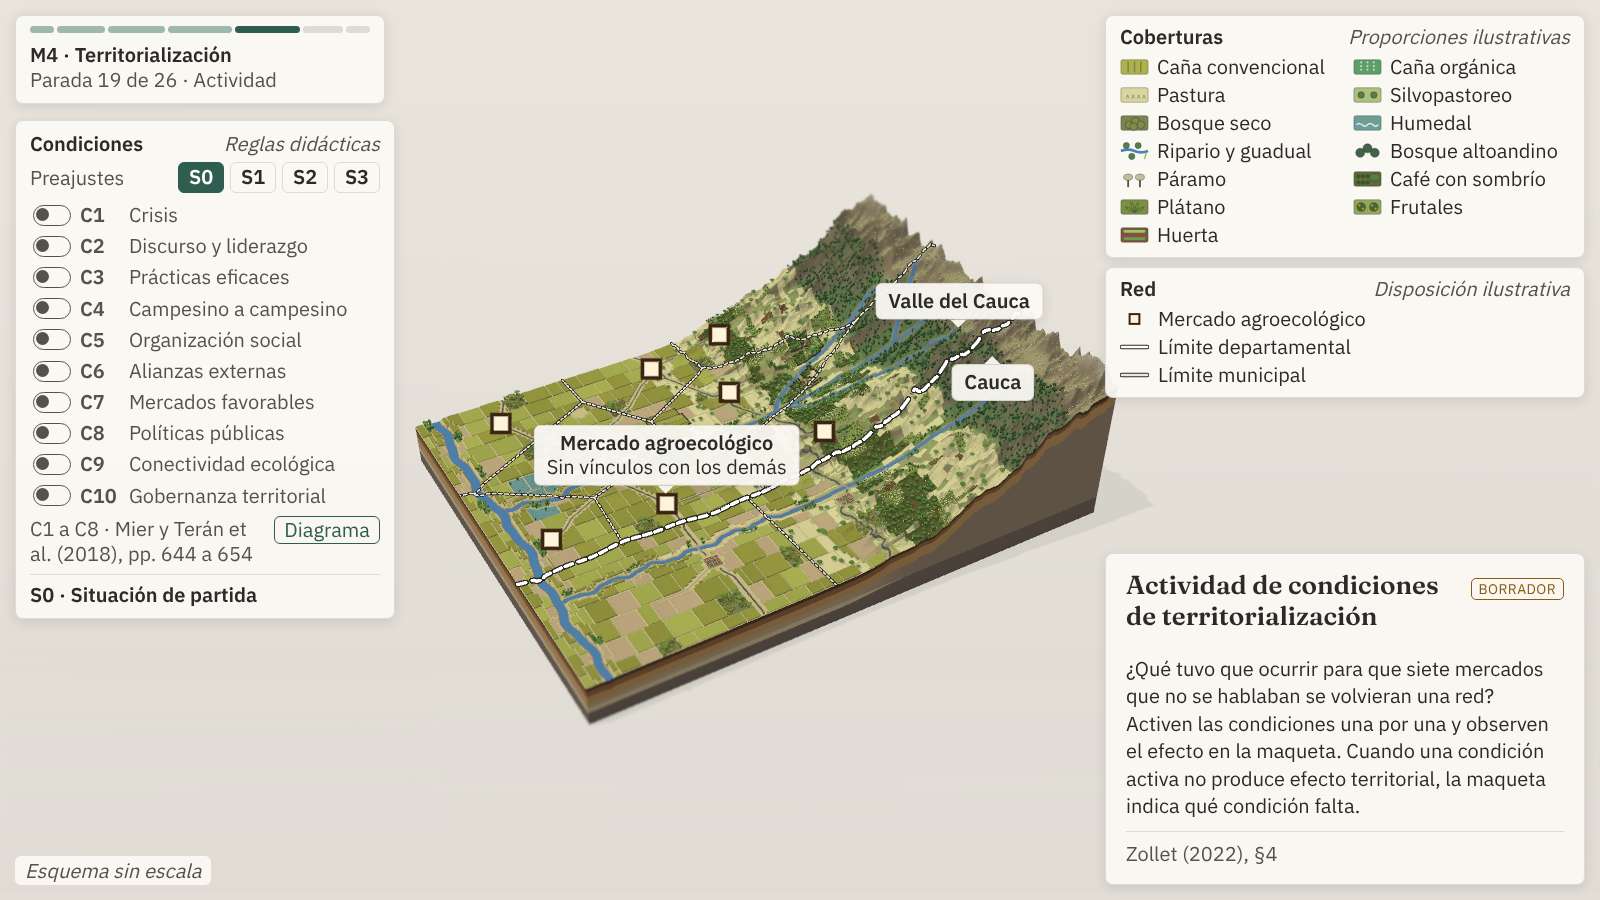 M4 · Territorialización
Parada 19 de 26 · Actividad
Condiciones
Reglas didácticas
Preajustes
S0
S1
S2
S3
C1 Crisis
C2 Discurso y liderazgo
C3 Prácticas eficaces
C4 Campesino a campesino
C5 Organización social
C6 Alianzas externas
C7 Mercados favorables
C8 Políticas públicas
C9 Conectividad ecológica
C10 Gobernanza territorial
C1 a C8 · Mier y Terán et
al. (2018), pp. 644 a 654
Diagrama
S0 · Situación de partida
Esquema sin escala
Valle del Cauca
Cauca
Mercado agroecológico
Sin vínculos con los demás
Coberturas
Proporciones ilustrativas
Caña convencional
Caña orgánica
Pastura
Silvopastoreo
Bosque seco
Humedal
Ripario y guadual
Bosque altoandino
Páramo
Café con sombrío
Plátano
Frutales
Huerta
Red
Disposición ilustrativa
Mercado agroecológico
Límite departamental
Límite municipal
Actividad de condiciones
de territorialización
BORRADOR
¿Qué tuvo que ocurrir para que siete mercados
que no se hablaban se volvieran una red?
Activen las condiciones una por una y observen
el efecto en la maqueta. Cuando una condición
activa no produce efecto territorial, la maqueta
indica qué condición falta.
Zollet (2022), §4